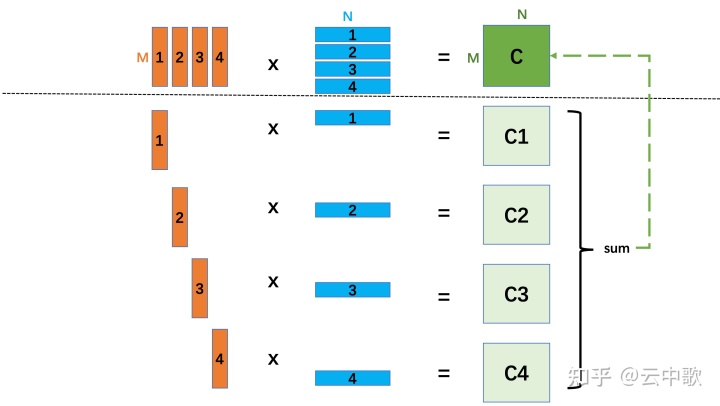 N N
M 1 2 3 4 x 1 = M C
2
3
4
1 x 1 = C1
2 x 2 = C2
sum
3 x 3 = C3
4 x 4 = C4
知乎 @云中歌